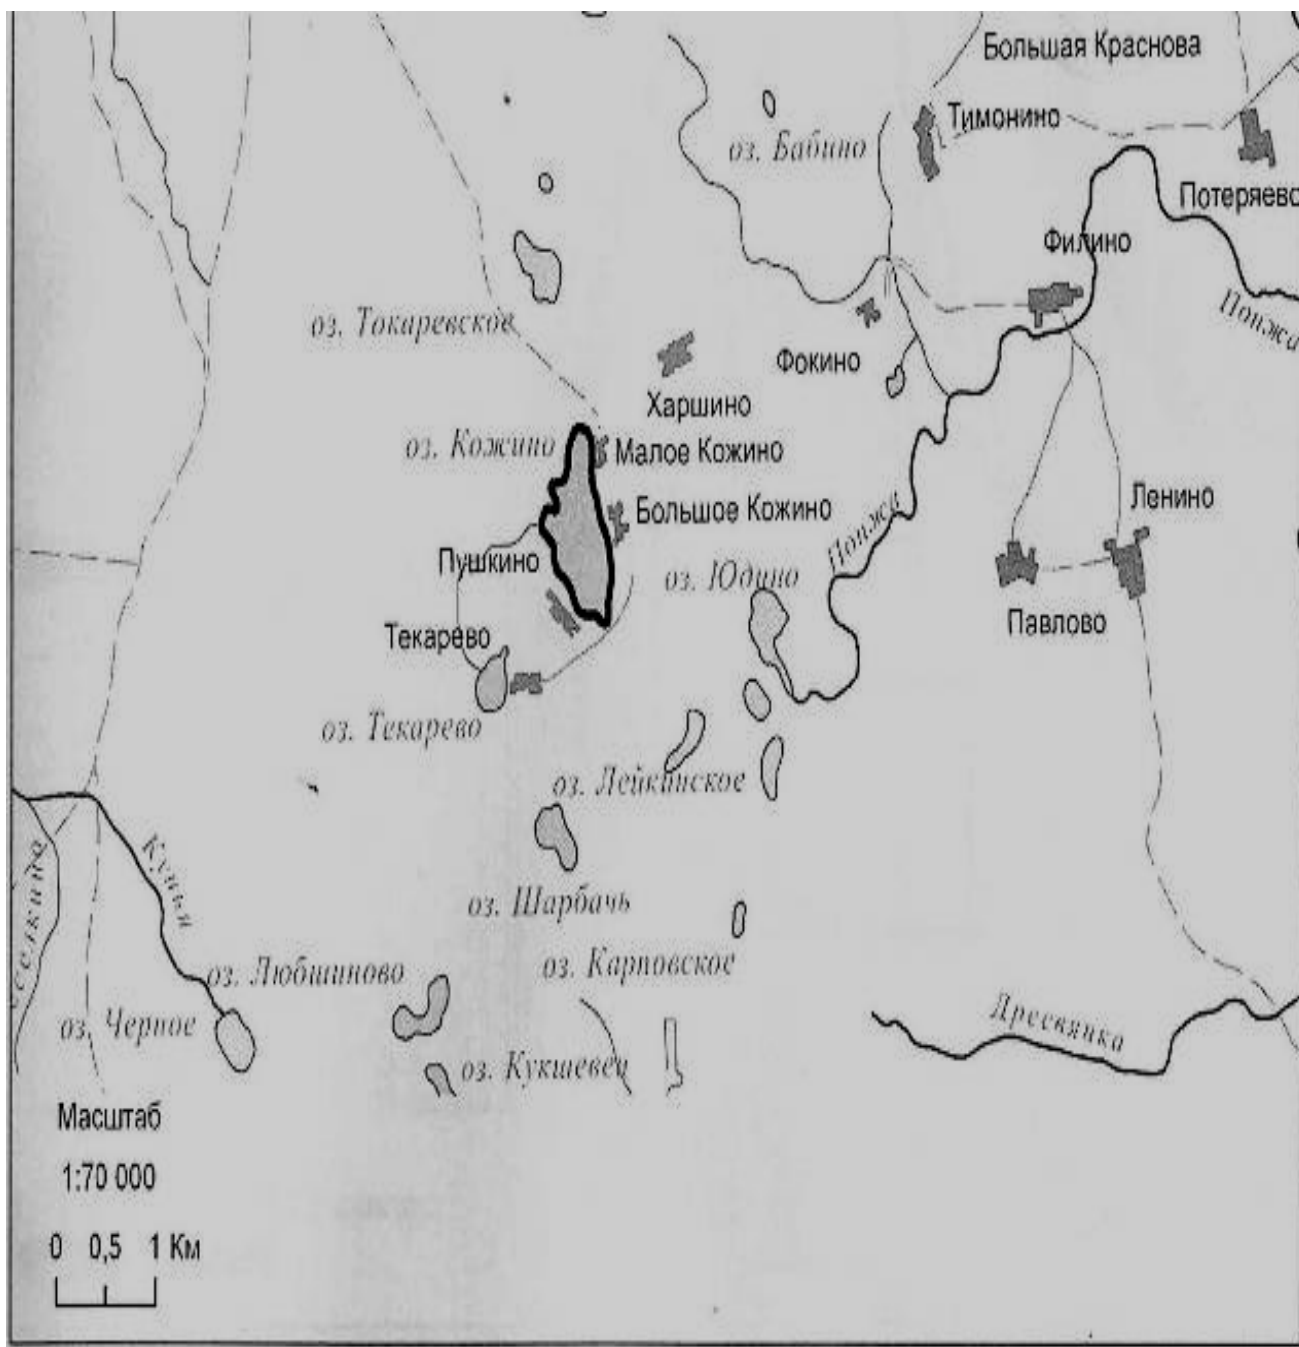 Большая Краснова
Тимонино
оз. Бабино
Потеряево
Филино
Понжа
оз. Токаревское
Фокино
Харшино
оз. Кожино
Малое Кожино
Ленино
Большое Кожино
Понжа
Пушкино
оз. Юдино
Павлово
Текарево
оз. Текарево
оз. Лейкинское
Кунья
оз. Шарбачь
оз. Карповское
оз. Любшиново
оз. Черное
Дресвянка
оз. Кукшевец
Масштаб
1:70 000
0 0,5 1 Км